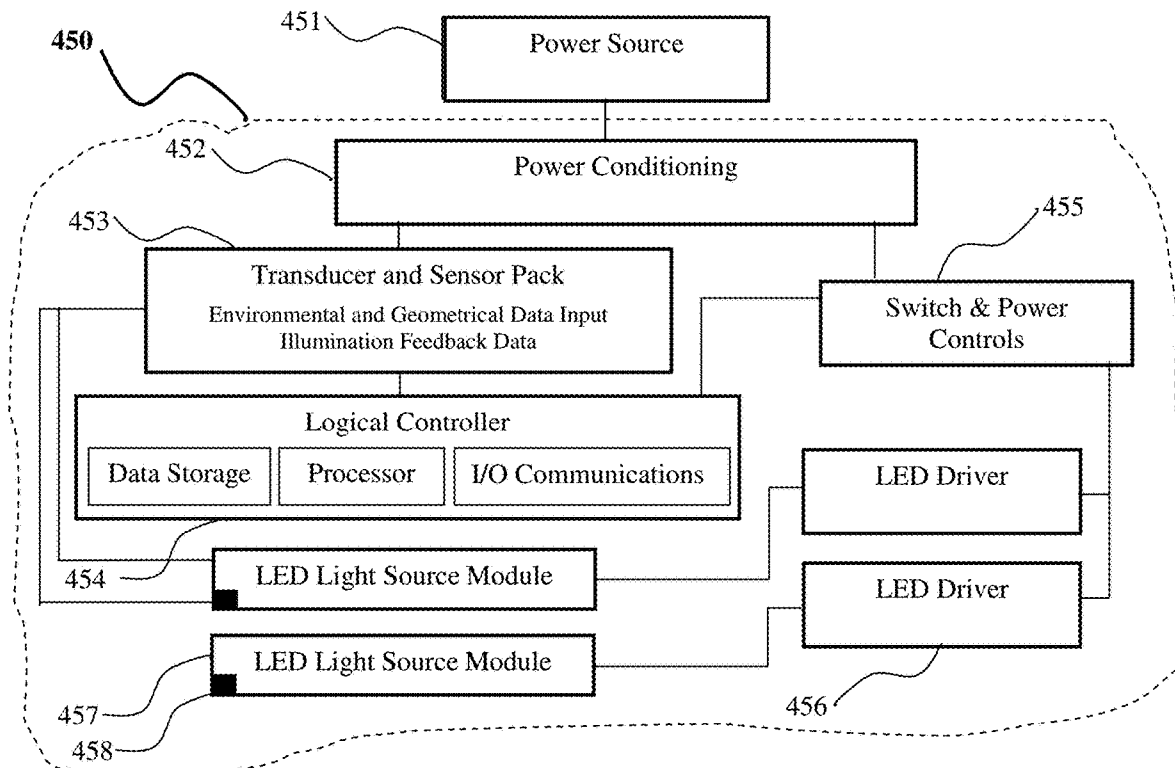 451
Power Source
450
452
Power Conditioning
453
455
Transducer and Sensor Pack
Environmental and Geometrical Data Input
Illumination Feedback Data
Switch & Power
Controls
Logical Controller
Data Storage
Processor
I/O Communications
LED Driver
454
LED Light Source Module
LED Driver
LED Light Source Module
457
456
458